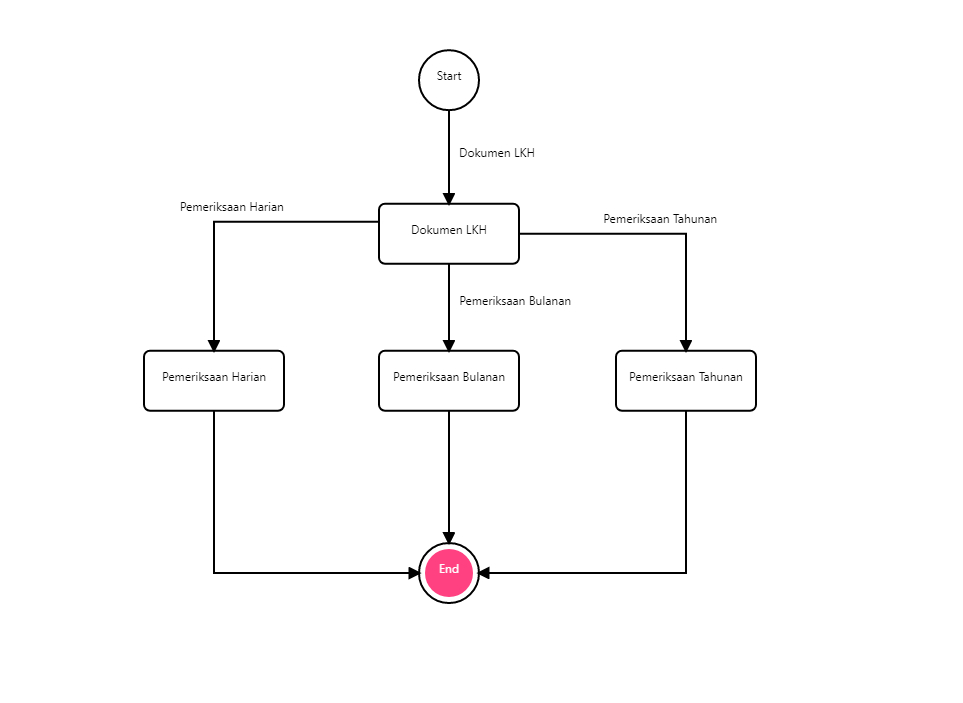 Start
Dokumen LKH
Pemeriksaan Harian
Dokumen LKH
Pemeriksaan Tahunan
Pemeriksaan Bulanan
Pemeriksaan Harian
Pemeriksaan Bulanan
Pemeriksaan Tahunan
End